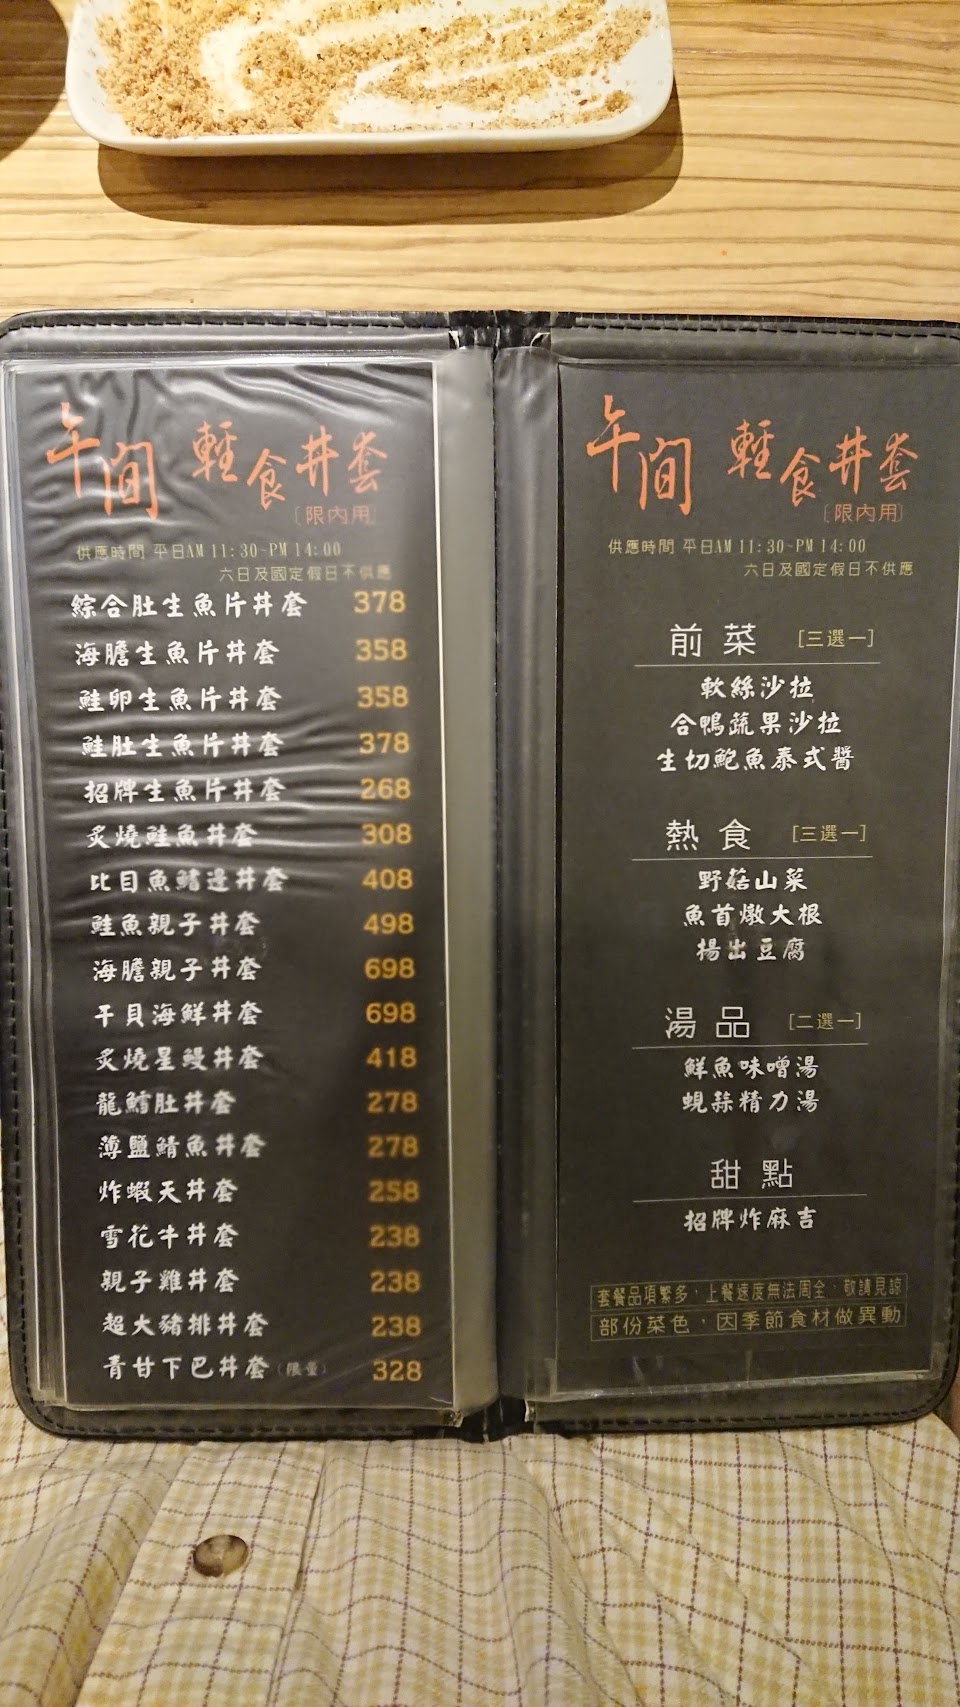 午間 輕食丼套
[限內用]
供應時間 平日AM 11:30~PM 14:00
六日及國定假日不供應
綜合肚生魚片丼套 378
海膽生魚片丼套 358
鮭卵生魚片丼套 358
鮭肚生魚片丼套 378
招牌生魚片丼套 268
炙燒鮭魚丼套 308
比目魚鰭邊丼套 408
鮭魚親子丼套 498
海膽親子丼套 698
干貝海鮮丼套 698
炙燒星鰻丼套 418
龍鱈肚丼套 278
薄鹽鯖魚丼套 278
炸蝦天丼套 258
雪花牛丼套 238
親子雞丼套 238
超大豬排丼套 238
青甘下巴丼套(限量) 328
午間 輕食丼套
[限內用]
供應時間 平日AM 11:30~PM 14:00
六日及國定假日不供應
前菜 [三選一]
軟絲沙拉
合鴨蔬果沙拉
生切鮑魚泰式醬
熱食 [三選一]
野菇山菜
魚首燉大根
揚出豆腐
湯品 [二選一]
鮮魚味噌湯
蜆蒜精力湯
甜點
招牌炸麻吉
套餐品項繁多，上餐速度無法周全，敬請見諒
部份菜色，因季節食材做異動